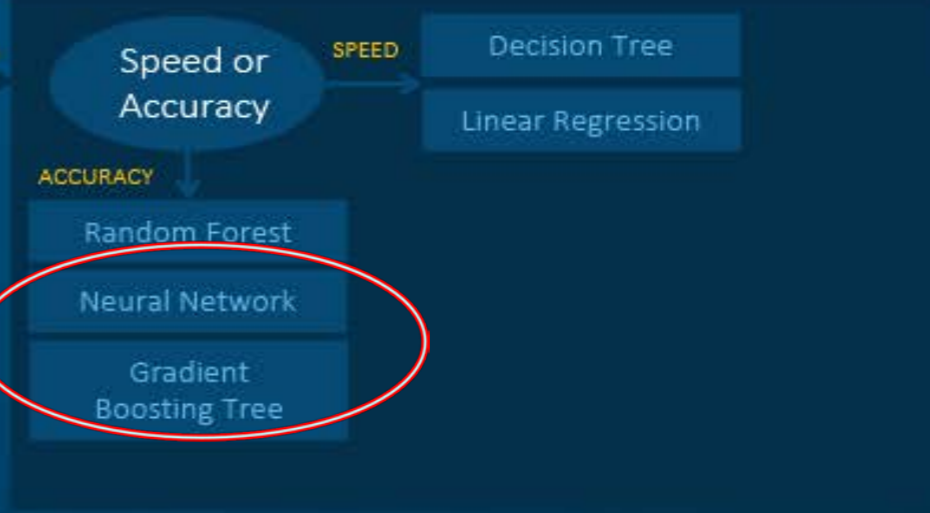 Speed or
Accuracy
SPEED
Decision Tree
Linear Regression
ACCURACY
Random Forest
Neural Network
Gradient
Boosting Tree